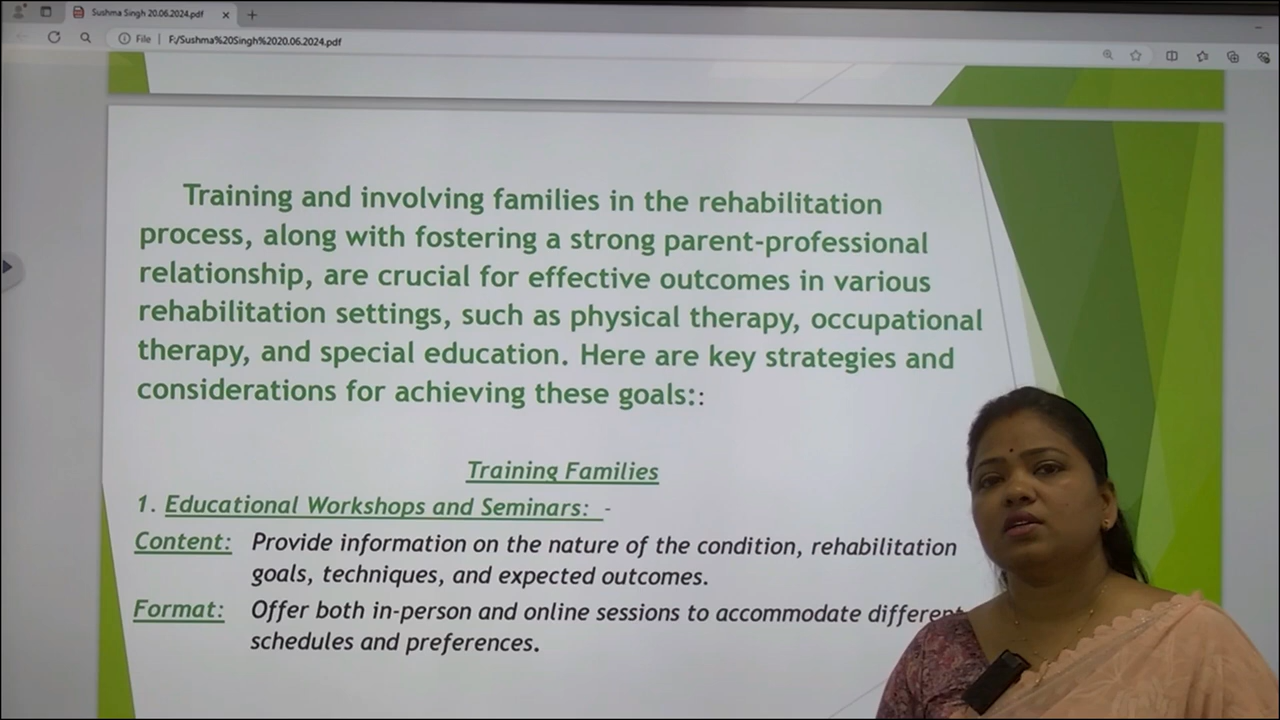 Sushma Singh 20.06.2024.pdf
File | F:/Sushma%20Singh%2020.06.2024.pdf
Training and involving families in the rehabilitation
process, along with fostering a strong parent-professional
relationship, are crucial for effective outcomes in various
rehabilitation settings, such as physical therapy, occupational
therapy, and special education. Here are key strategies and
considerations for achieving these goals::
Training Families
1. Educational Workshops and Seminars: -
Content: Provide information on the nature of the condition, rehabilitation
goals, techniques, and expected outcomes.
Format: Offer both in-person and online sessions to accommodate different
schedules and preferences.